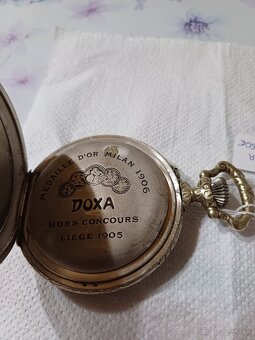 MEDAILLE D'OR MILAN 1906
DOXA
HORS CONCOURS
LIEGE 1905